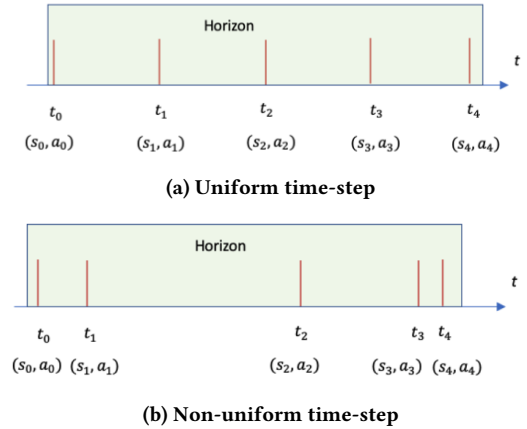 Horizon
t
t₀ t₁ t₂ t₃ t₄
(s₀, a₀) (s₁, a₁) (s₂, a₂) (s₃, a₃) (s₄, a₄)
(a) Uniform time-step
Horizon
t
t₀ t₁ t₂ t₃ t₄
(s₀, a₀) (s₁, a₁) (s₂, a₂) (s₃, a₃) (s₄, a₄)
(b) Non-uniform time-step